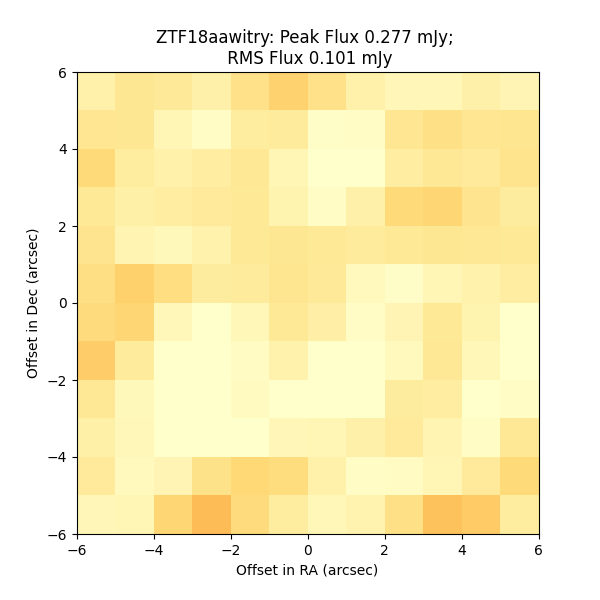 ZTF18aawitry: Peak Flux 0.277 mJy;
RMS Flux 0.101 mJy
6
4
2
0
−2
−4
−6
Offset in Dec (arcsec)
−6 −4 −2 0 2 4 6
Offset in RA (arcsec)